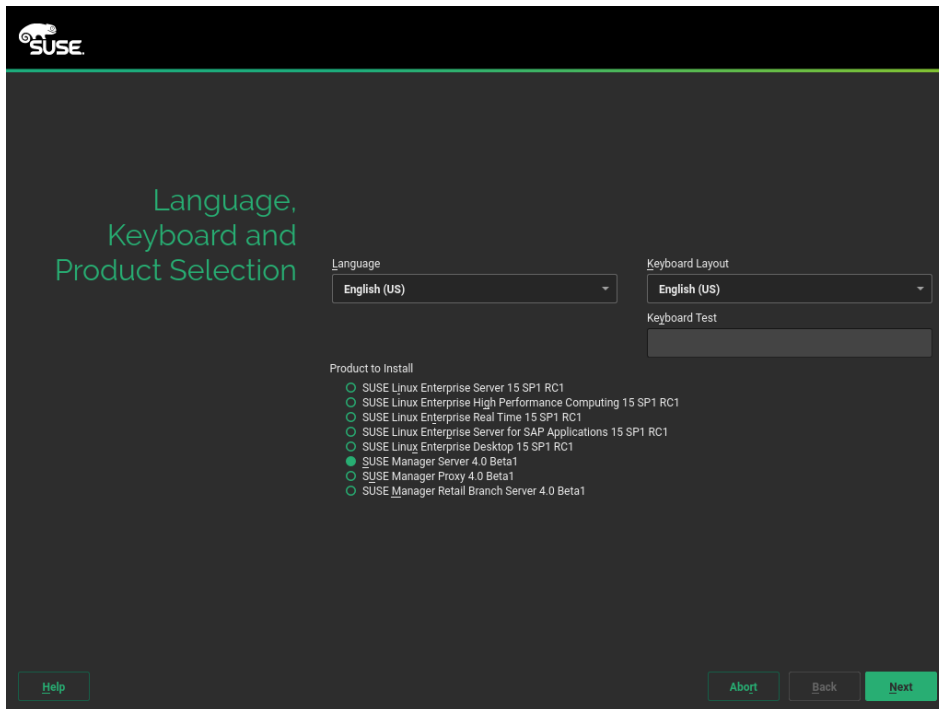 SUSE.
Language,
Keyboard and
Product Selection
Language
English (US)
Keyboard Layout
English (US)
Keyboard Test
Product to Install
SUSE Linux Enterprise Server 15 SP1 RC1
SUSE Linux Enterprise High Performance Computing 15 SP1 RC1
SUSE Linux Enterprise Real Time 15 SP1 RC1
SUSE Linux Enterprise Server for SAP Applications 15 SP1 RC1
SUSE Linux Enterprise Desktop 15 SP1 RC1
SUSE Manager Server 4.0 Beta1
SUSE Manager Proxy 4.0 Beta1
SUSE Manager Retail Branch Server 4.0 Beta1
Help
Abort
Back
Next